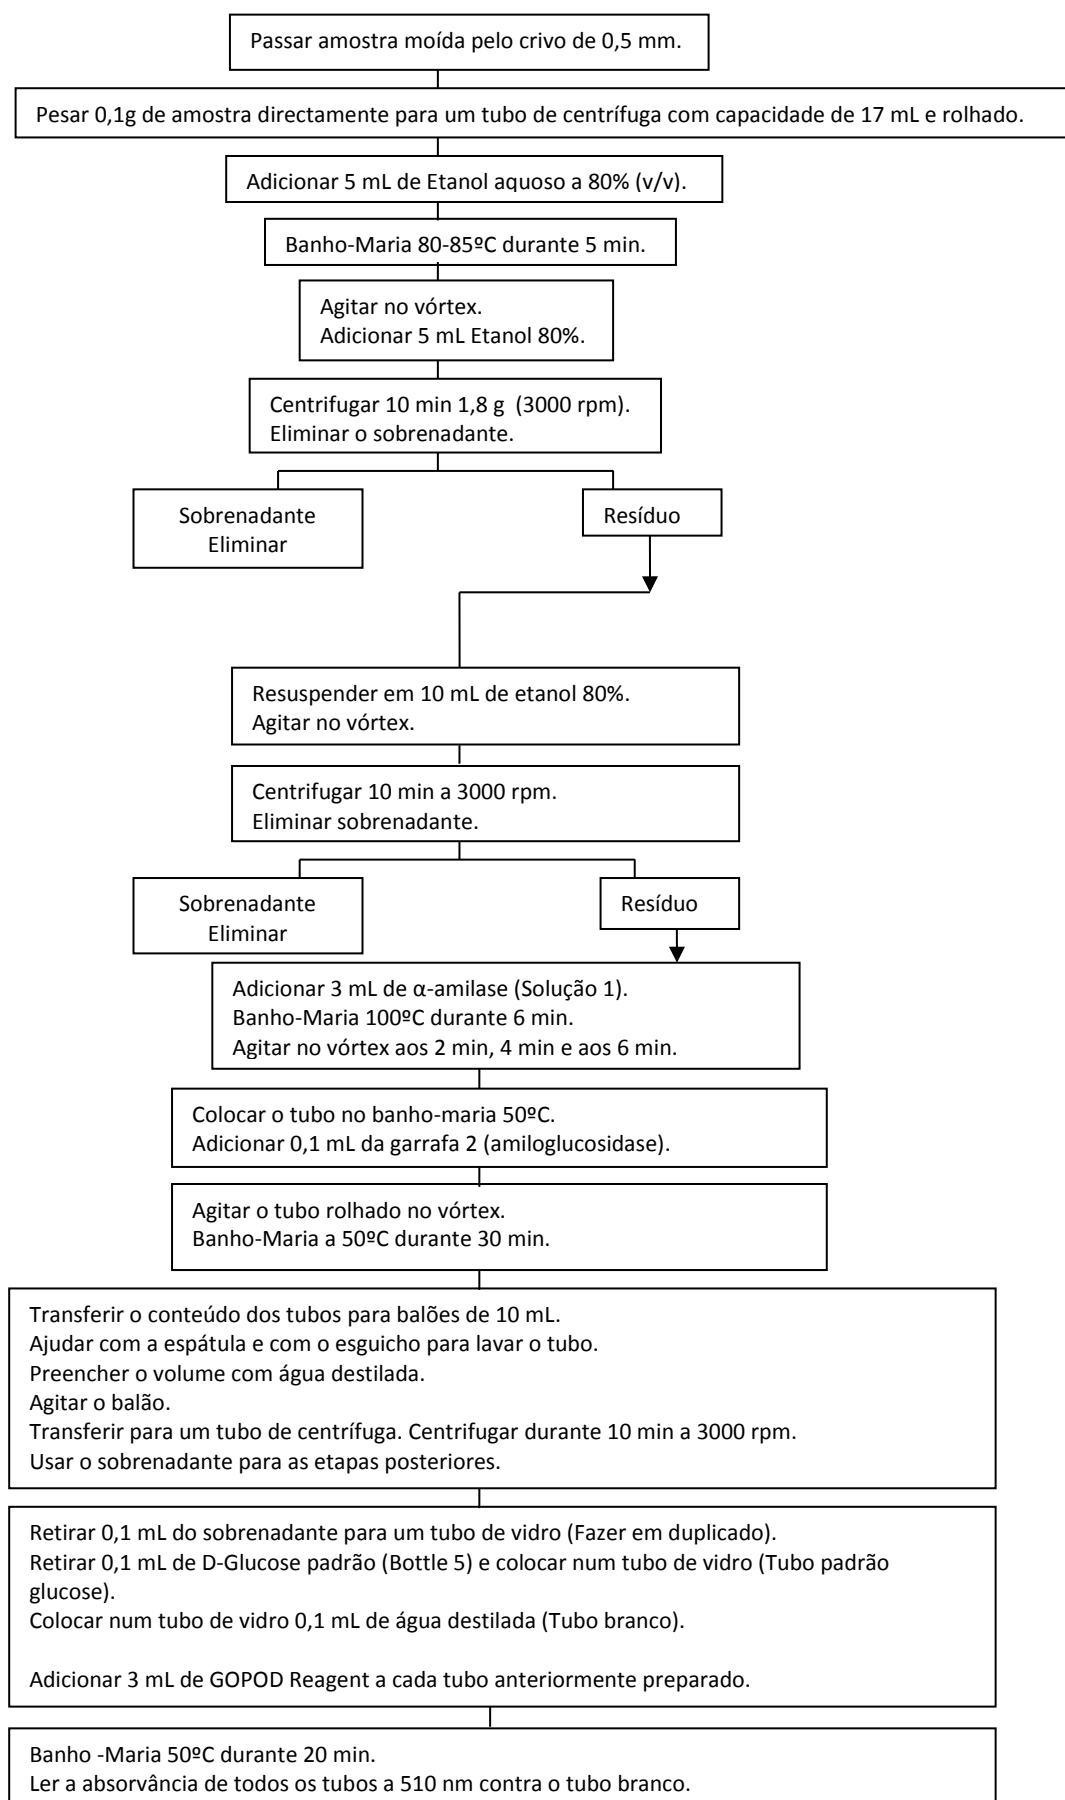 Passar amostra moída pelo crivo de 0,5 mm.
Pesar 0,1g de amostra directamente para um tubo de centrífuga com capacidade de 17 mL e rolhado.
Adicionar 5 mL de Etanol aquoso a 80% (v/v).
Banho-Maria 80-85ºC durante 5 min.
Agitar no vórtex.
Adicionar 5 mL Etanol 80%.
Centrifugar 10 min 1,8 g (3000 rpm).
Eliminar o sobrenadante.
Sobrenadante
Eliminar
Resíduo
Resuspender em 10 mL de etanol 80%.
Agitar no vórtex.
Centrifugar 10 min a 3000 rpm.
Eliminar sobrenadante.
Sobrenadante
Eliminar
Resíduo
Adicionar 3 mL de α-amilase (Solução 1).
Banho-Maria 100ºC durante 6 min.
Agitar no vórtex aos 2 min, 4 min e aos 6 min.
Colocar o tubo no banho-maria 50ºC.
Adicionar 0,1 mL da garrafa 2 (amiloglucosidase).
Agitar o tubo rolhado no vórtex.
Banho-Maria a 50ºC durante 30 min.
Transferir o conteúdo dos tubos para balões de 10 mL.
Ajudar com a espátula e com o esguicho para lavar o tubo.
Preencher o volume com água destilada.
Agitar o balão.
Transferir para um tubo de centrífuga. Centrifugar durante 10 min a 3000 rpm.
Usar o sobrenadante para as etapas posteriores.
Retirar 0,1 mL do sobrenadante para um tubo de vidro (Fazer em duplicado).
Retirar 0,1 mL de D-Glucose padrão (Bottle 5) e colocar num tubo de vidro (Tubo padrão
glucose).
Colocar num tubo de vidro 0,1 mL de água destilada (Tubo branco).
Adicionar 3 mL de GOPOD Reagent a cada tubo anteriormente preparado.
Banho -Maria 50ºC durante 20 min.
Ler a absorvância de todos os tubos a 510 nm contra o tubo branco.